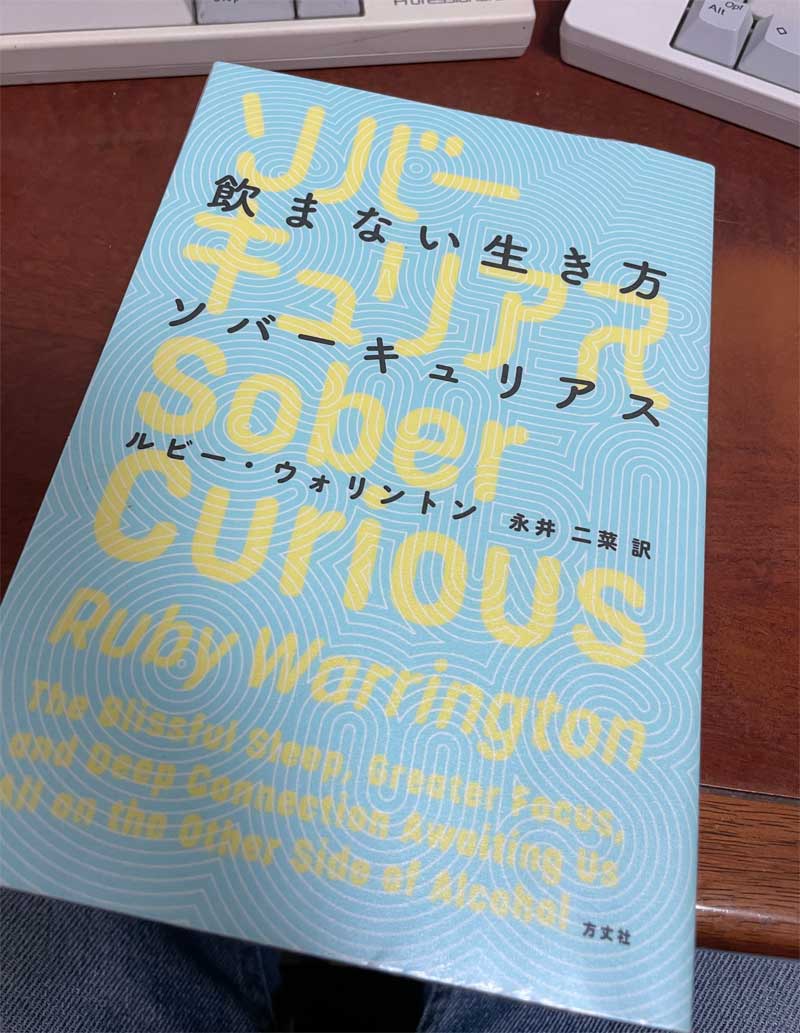 Opt
Alt
ソバー
飲まない生き方
キュリアス
ソバーキュリアス
Sober
ルビー・ウォリントン 永井 二菜 訳
Curious
Ruby Warrington
The Blissful Sleep, Greater Focus,
and Deep Connection Awaiting Us
All on the Other Side of Alcohol
方丈社